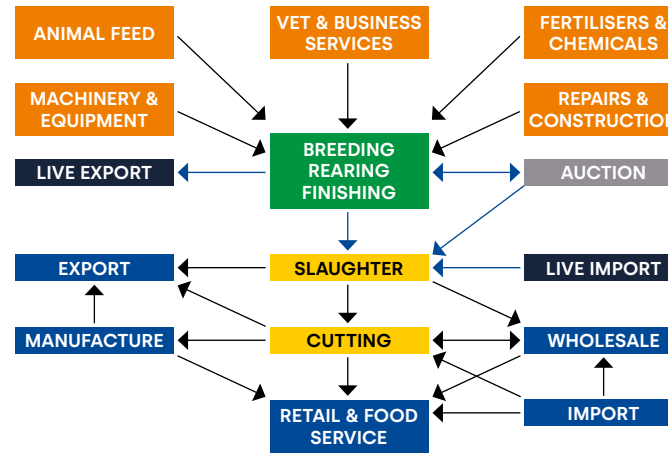 ANIMAL FEED
VET & BUSINESS
SERVICES
FERTILISERS &
CHEMICALS
MACHINERY &
EQUIPMENT
REPAIRS &
CONSTRUCTION
BREEDING
REARING
FINISHING
LIVE EXPORT
AUCTION
EXPORT
SLAUGHTER
LIVE IMPORT
MANUFACTURE
CUTTING
WHOLESALE
RETAIL & FOOD
SERVICE
IMPORT